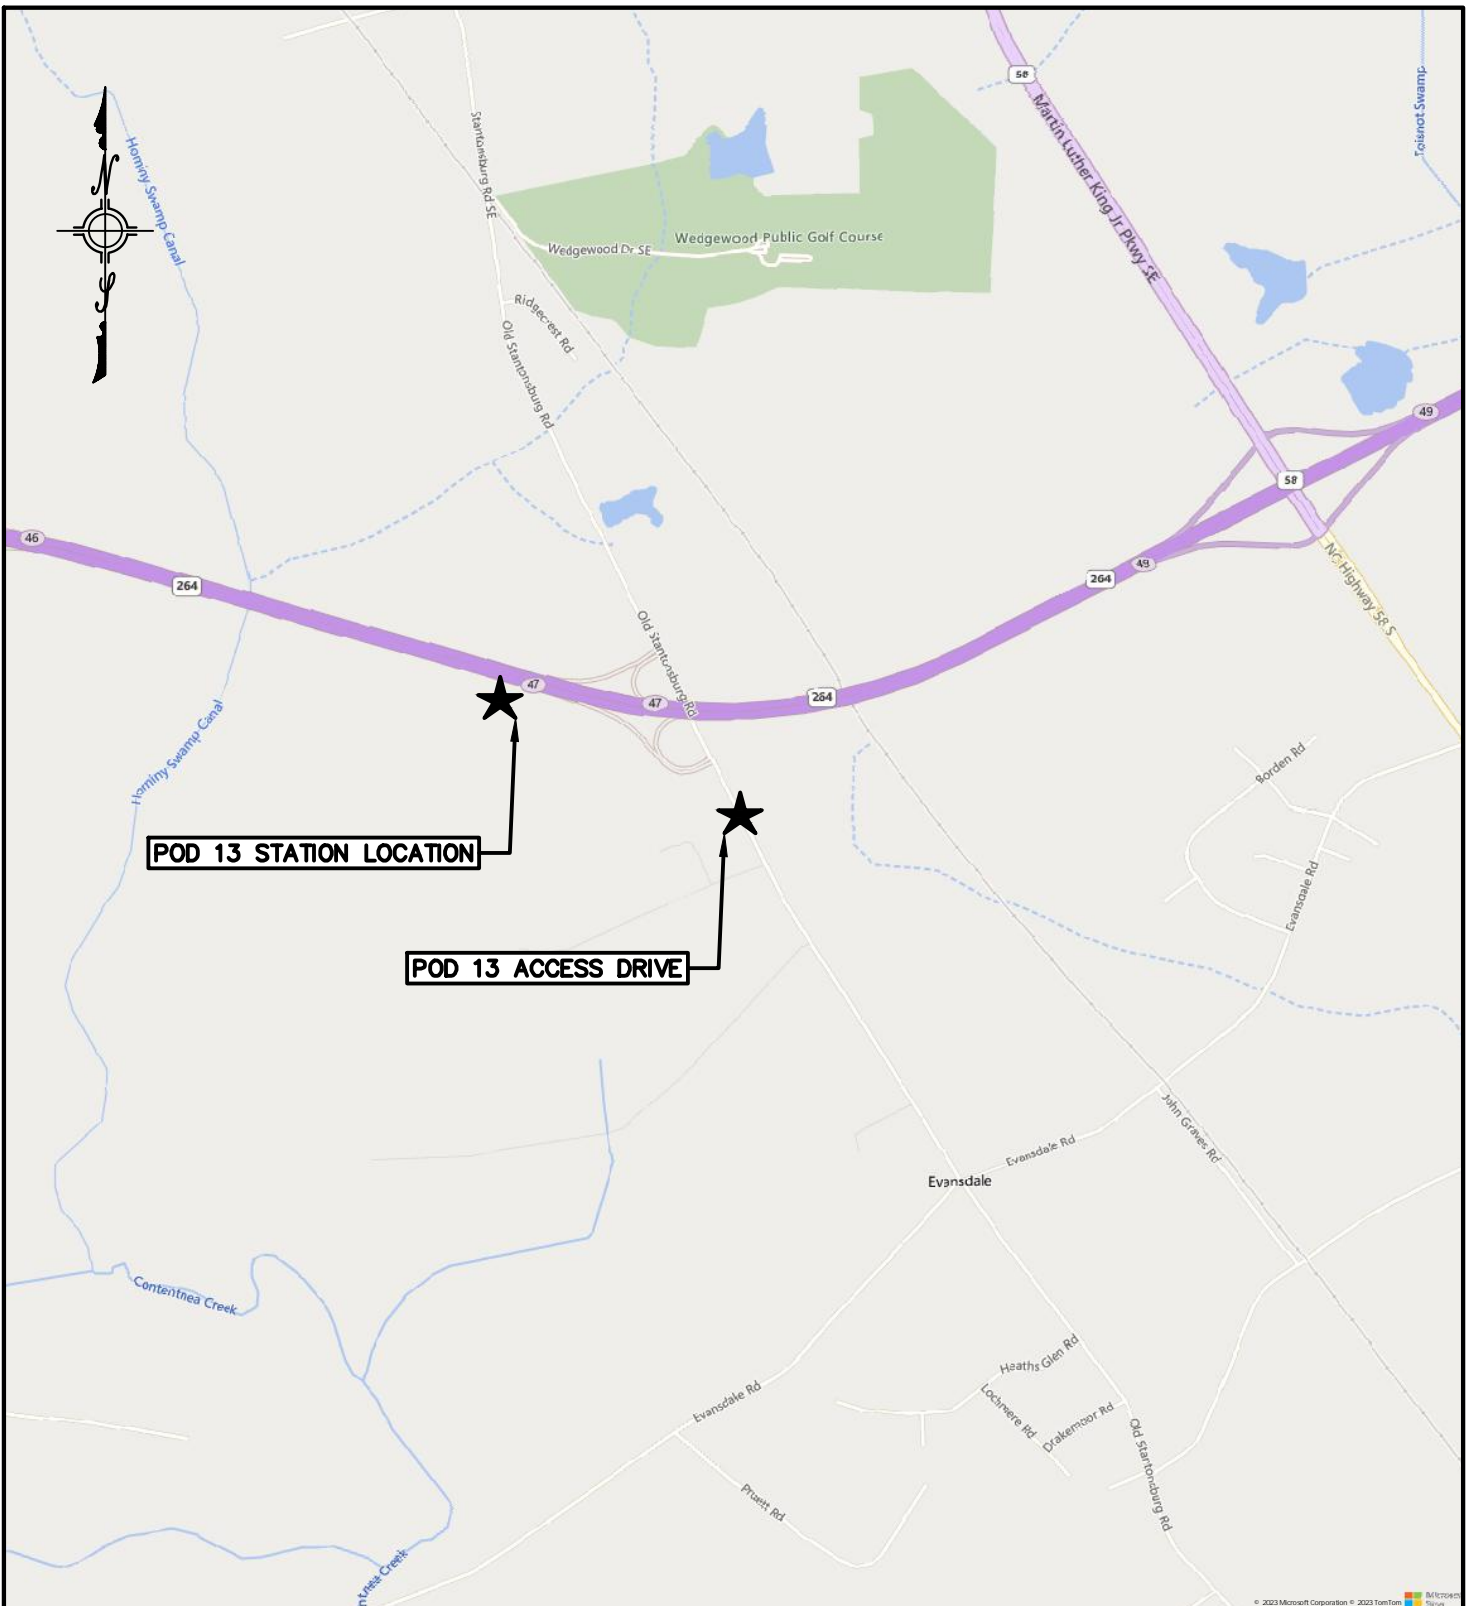 58
Martin Luther King Jr Pkwy SE
Toisnot Swamp
Hominy Swamp Canal
Stantonsburg Rd SE
N
S
Wedgewood Dr SE
Wedgewood Public Golf Course
Ridgecrest Rd
Old Stantonsburg Rd
49
58
46
264
264
48
NC Highway 58 S
Old Stantonsburg Rd
47
47
264
Hominy Swamp Canal
Borden Rd
POD 13 STATION LOCATION
Evansdale Rd
POD 13 ACCESS DRIVE
John Graves Rd
Evansdale Rd
Evansdale
Contentnea Creek
Heaths Glen Rd
Evansdale Rd
Lochmere Rd
Drakemoor Rd
Old Stantonsburg Rd
Pruett Rd
Creek
© 2023 Microsoft Corporation © 2023 TomTom